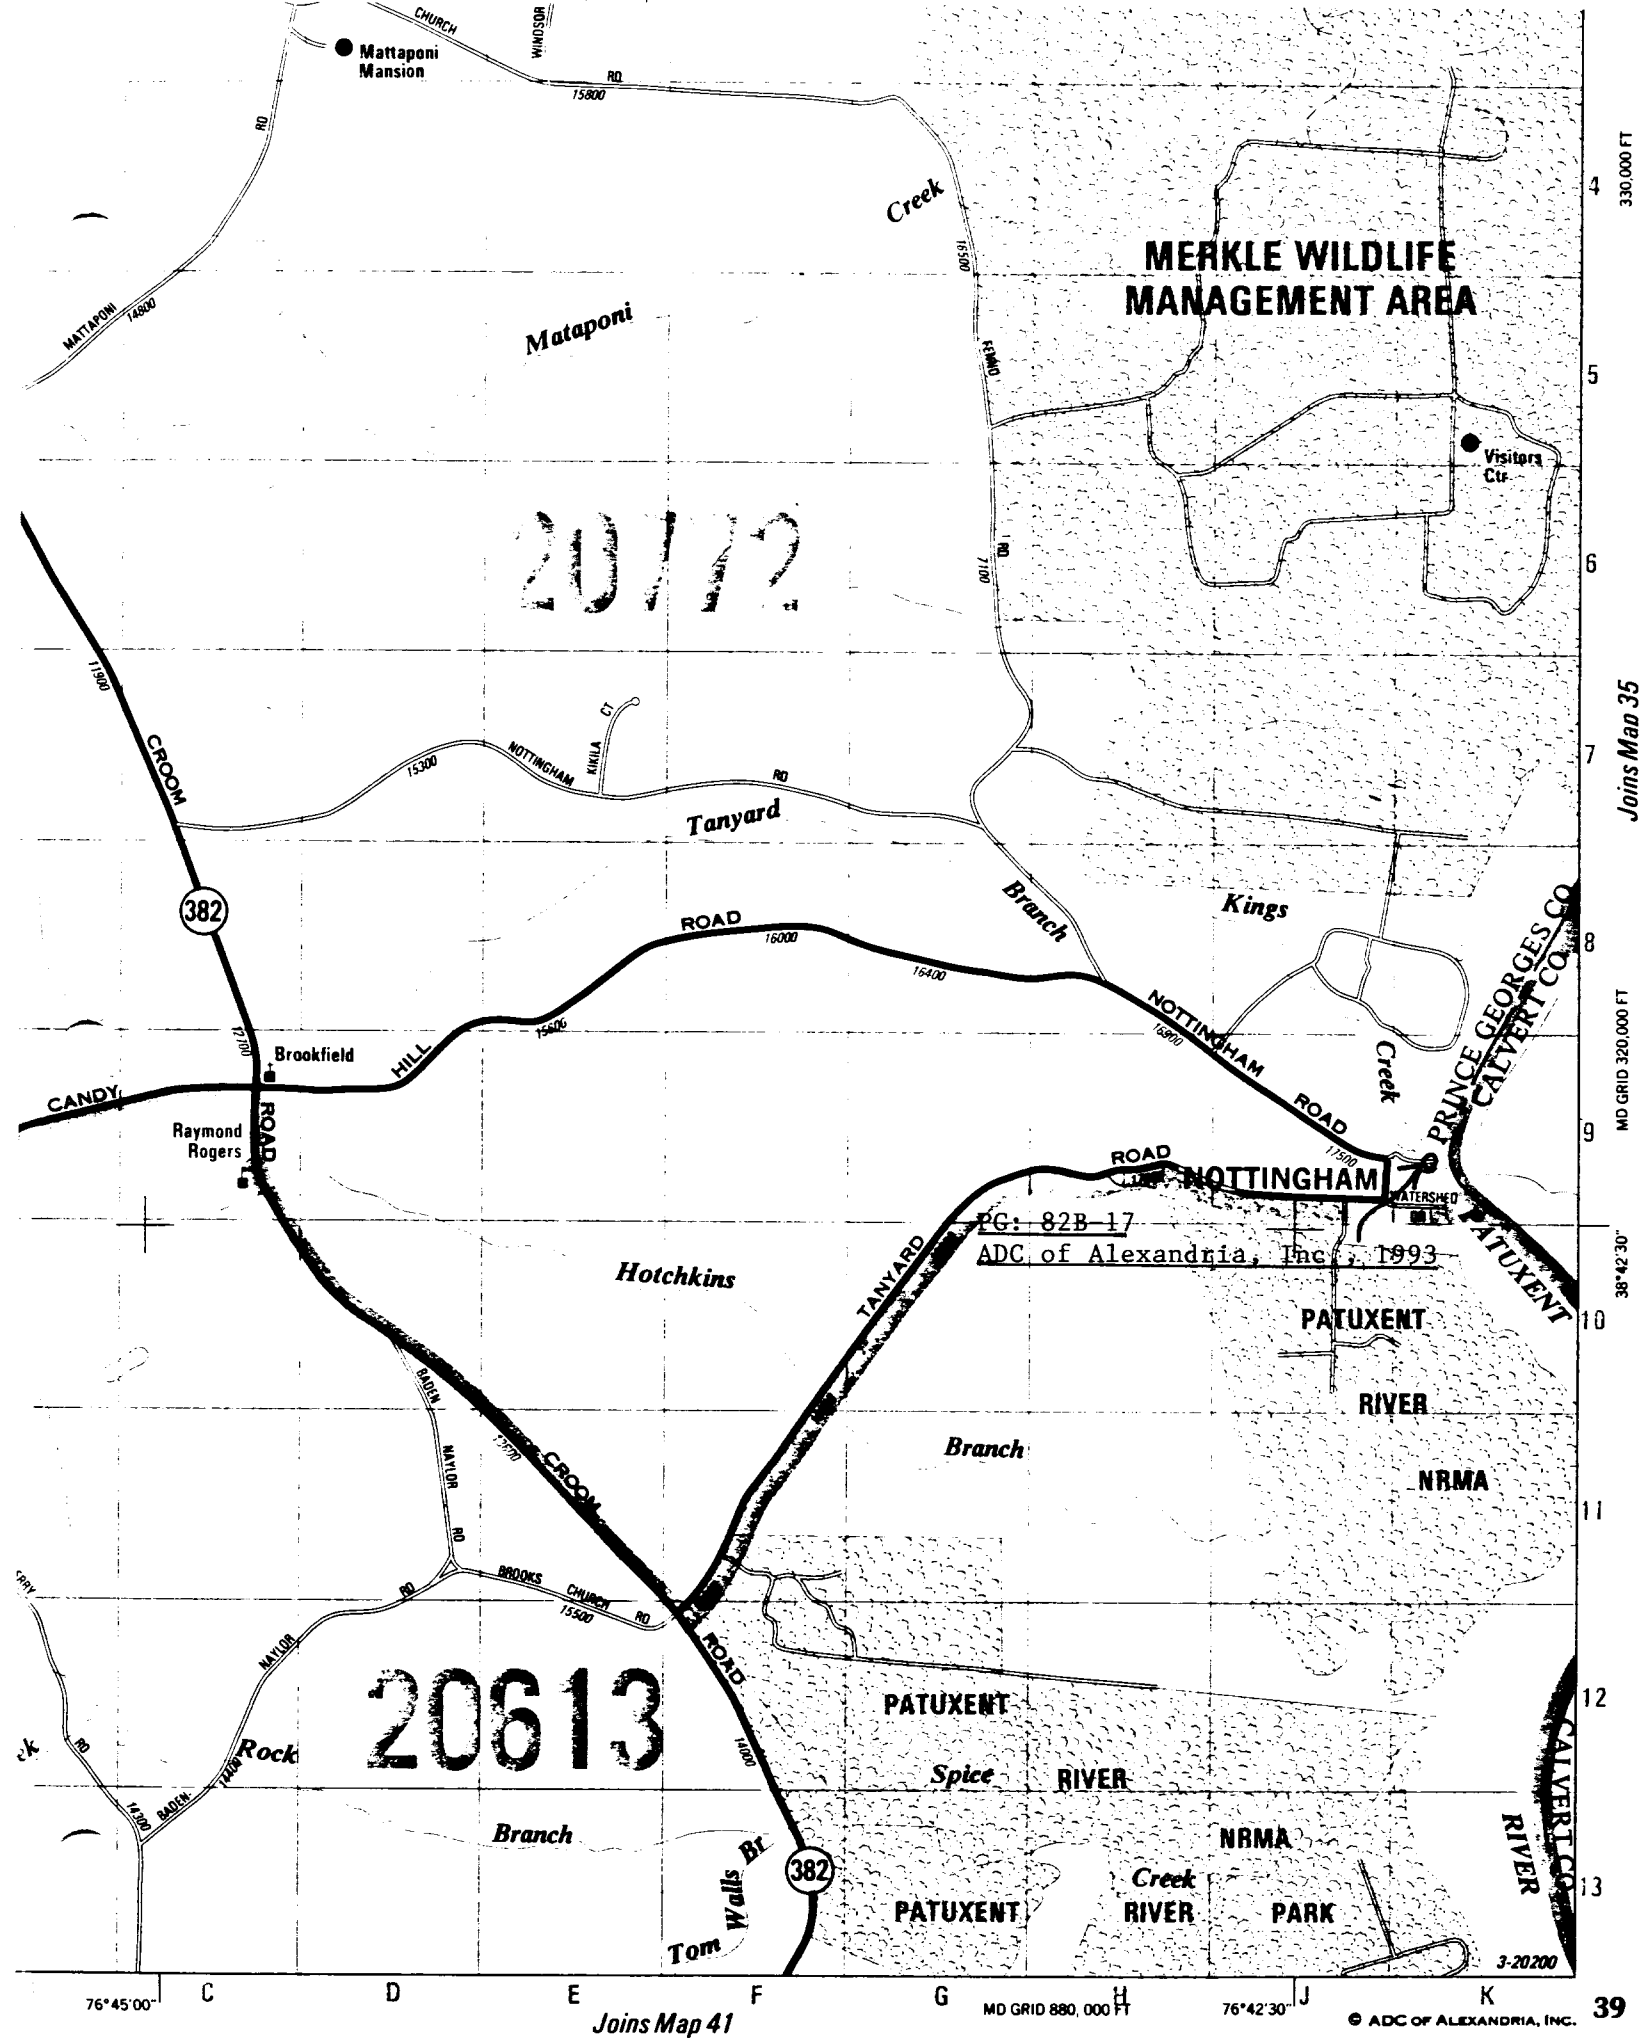 CHURCH
WINDSOR
Mattaponi
Mansion
RD
15800
RD
Creek
4
330,000 FT
16500
MERKLE WILDLIFE
MANAGEMENT AREA
MATTAPONI
14800
Mataponi
FENNO
5
Visitors
Ctr
20772
RD
7100
6
11900
Joins Map 35
CROOM
KIKILA CT
NOTTINGHAM
15300
RD
7
Tanyard
382
Branch
Kings
ROAD
16000
16400
8
PRINCE GEORGES CO
CALVERT CO
NOTTINGHAM
16900
12700
Brookfield
HILL
15600
Creek
MD GRID 320,000 FT
CANDY
ROAD
Raymond
Rogers
ROAD
17500
9
ROAD
NOTTINGHAM
WATERSHED
PG: 82B-17
ADC of Alexandria, Inc., 1993
PATUXENT
38°42'30"
TANYARD
Hotchkins
PATUXENT
10
BADEN
RIVER
NAYLOR
CROOM
Branch
NRMA
11
RD
BROOKS
CHURCH
RD
15500
RD
NAYLOR
ROAD
20613
PATUXENT
12
CALVERT CO
RD
Rock
14400
14000
Spice
RIVER
14300
BADEN
Branch
NRMA
RIVER
Tom Walls Br
382
Creek
13
PATUXENT
RIVER
PARK
3-20200
76°45'00"
C
D
E
F
G
H
J
K
MD GRID 880,000 FT
76°42'30"
39
Joins Map 41
© ADC OF ALEXANDRIA, INC.